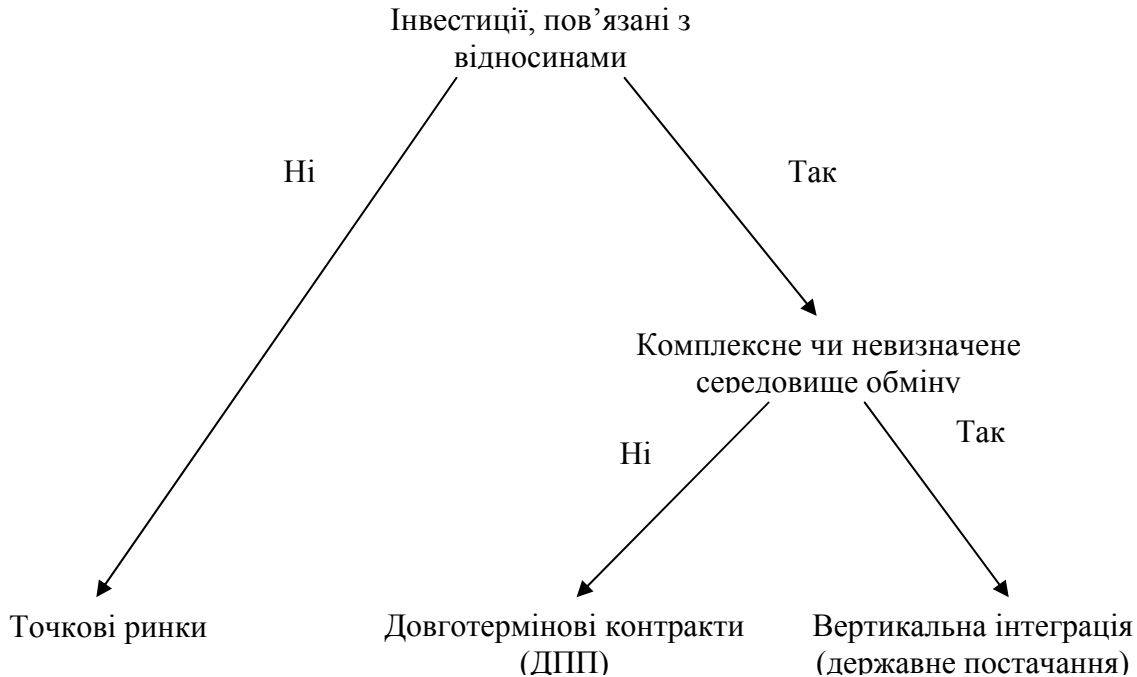 Інвестиції, пов’язані з
відносинами
Ні
Так
Комплексне чи невизначене
середовище обміну
Ні
Так
Точкові ринки
Довготермінові контракти
(ДПП)
Вертикальна інтеграція
(державне постачання)